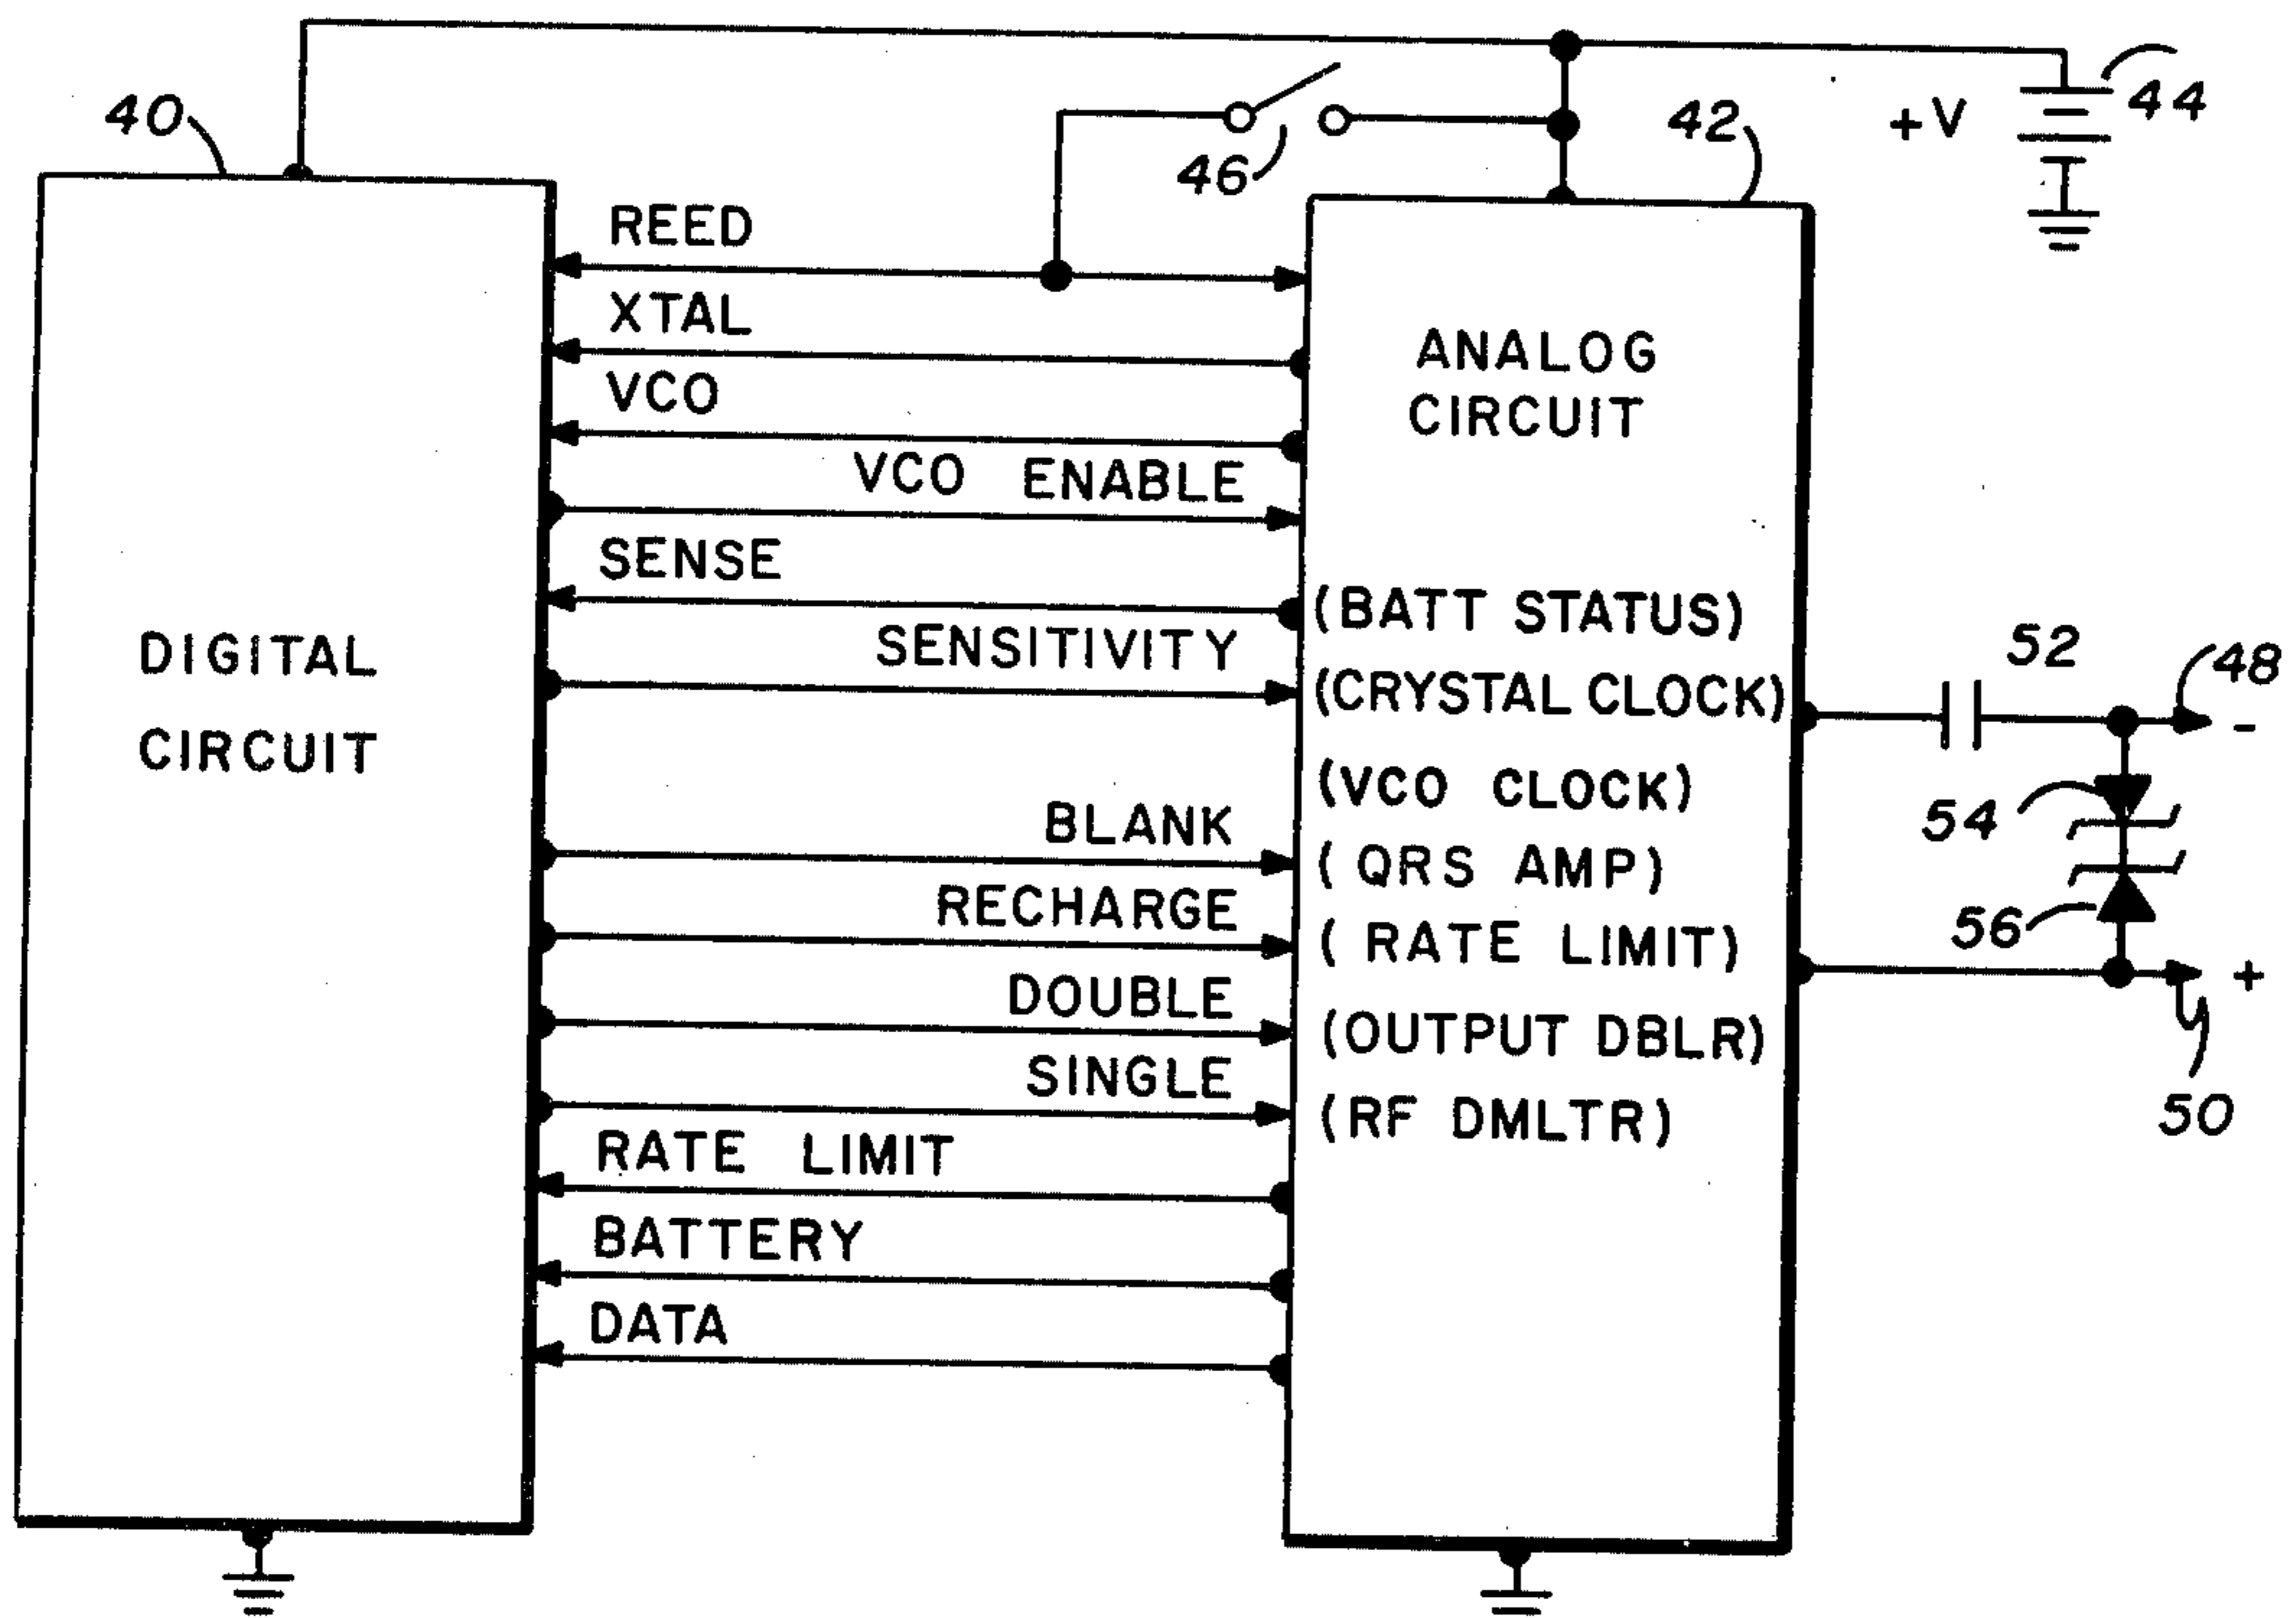 40
46
42
+V
44
REED
XTAL
VCO
VCO ENABLE
SENSE
SENSITIVITY
BLANK
RECHARGE
DOUBLE
SINGLE
RATE LIMIT
BATTERY
DATA
DIGITAL
CIRCUIT
ANALOG
CIRCUIT
(BATT STATUS)
(CRYSTAL CLOCK)
(VCO CLOCK)
(QRS AMP)
(RATE LIMIT)
(OUTPUT DBLR)
(RF DMLTR)
52
48
-
54
56
+
50